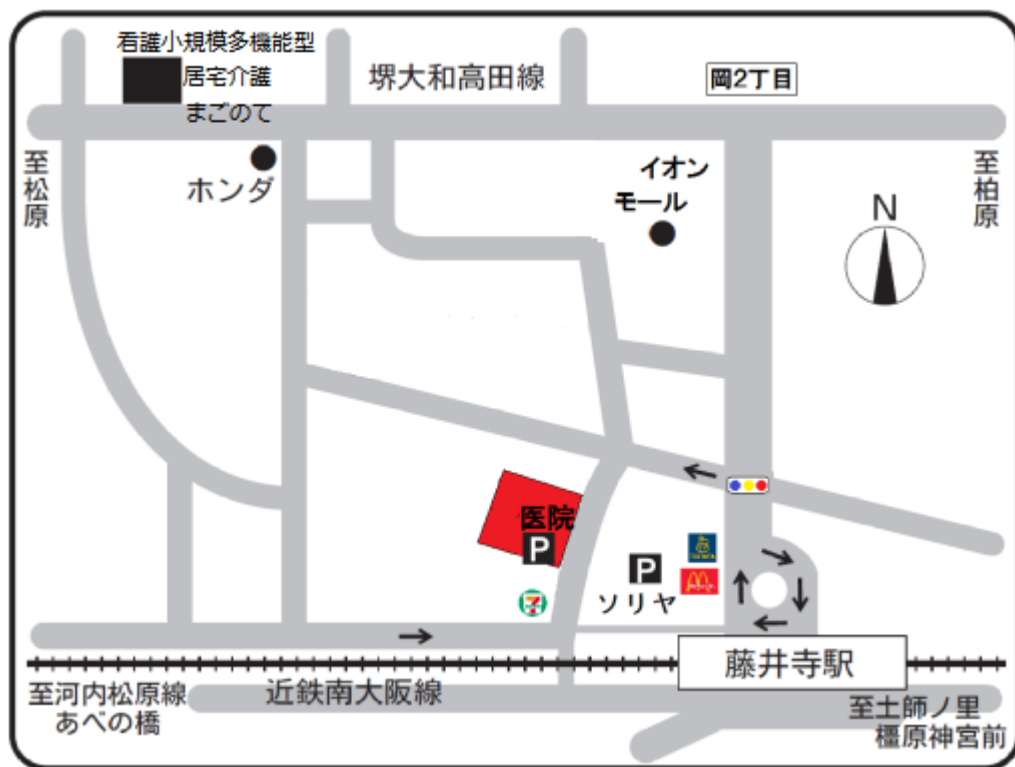 看護小規模多機能型
居宅介護
まごのて
堺大和高田線
岡2丁目
至松原
ホンダ
イオン
モール
至柏原
N
医院
P
P
ソリヤ
7
藤井寺駅
至河内松原線
あべの橋
近鉄南大阪線
至土師ノ里
橿原神宮前